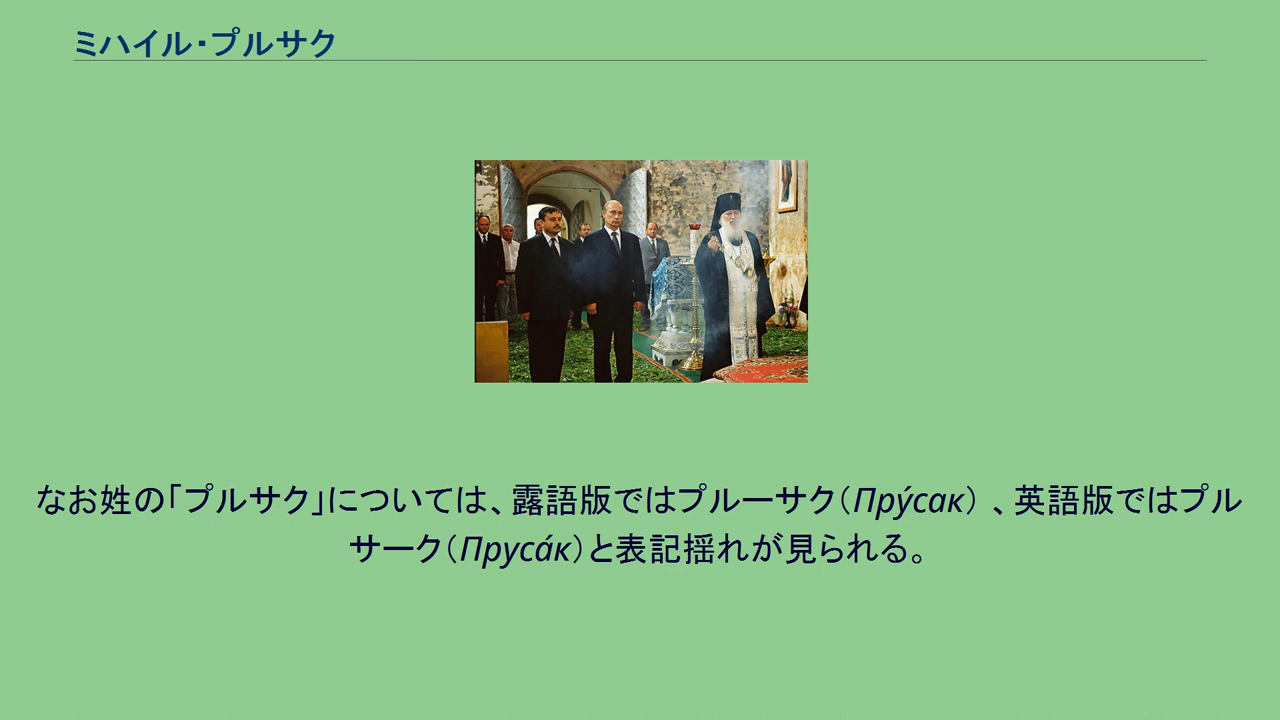 ミハイル・プルサク
なお姓の「プルサク」については、露語版ではプルーサク（Пру́сак） 、英語版ではプル
サーク（Пруса́к）と表記揺れが見られる。